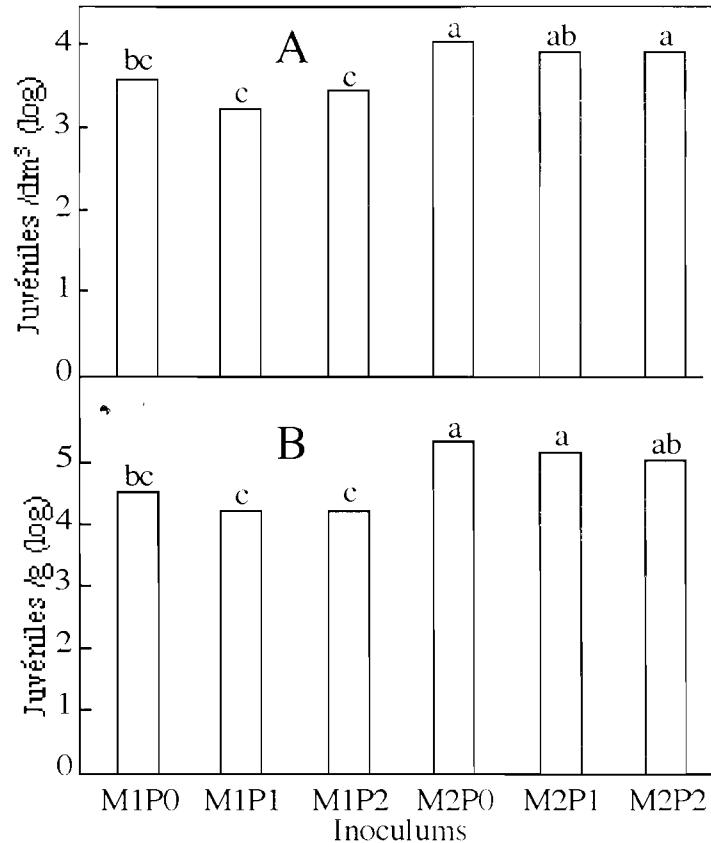 A
Juvéniles /dm³ (log)
4
3
2
1
0
bc
c
c
a
ab
a
B
Juvéniles /g (log)
5
4
3
2
1
0
bc
c
c
a
a
ab
M1P0 M1P1 M1P2 M2P0 M2P1 M2P2
Inoculums